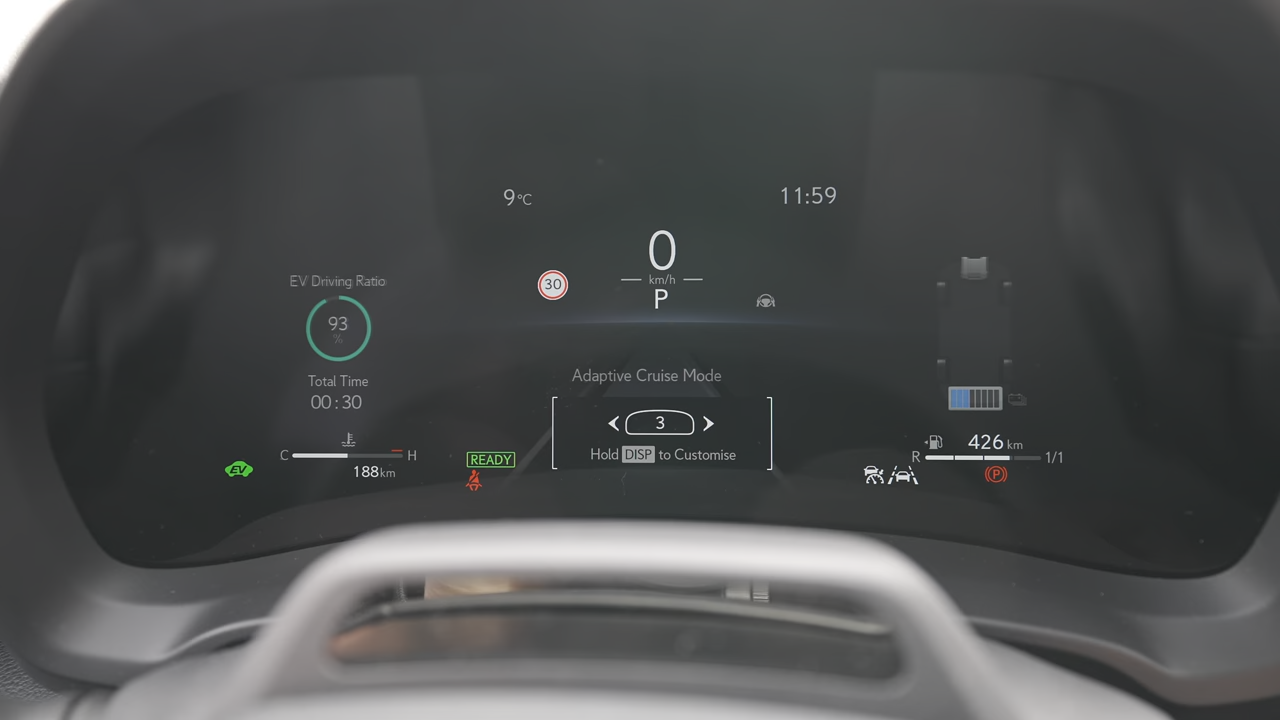 9°C
11:59
0
km/h
P
30
EV Driving Ratio
93
%
Total Time
00:30
C
H
188km
EV
READY
Adaptive Cruise Mode
3
Hold DISP to Customise
426 km
R
1/1
P